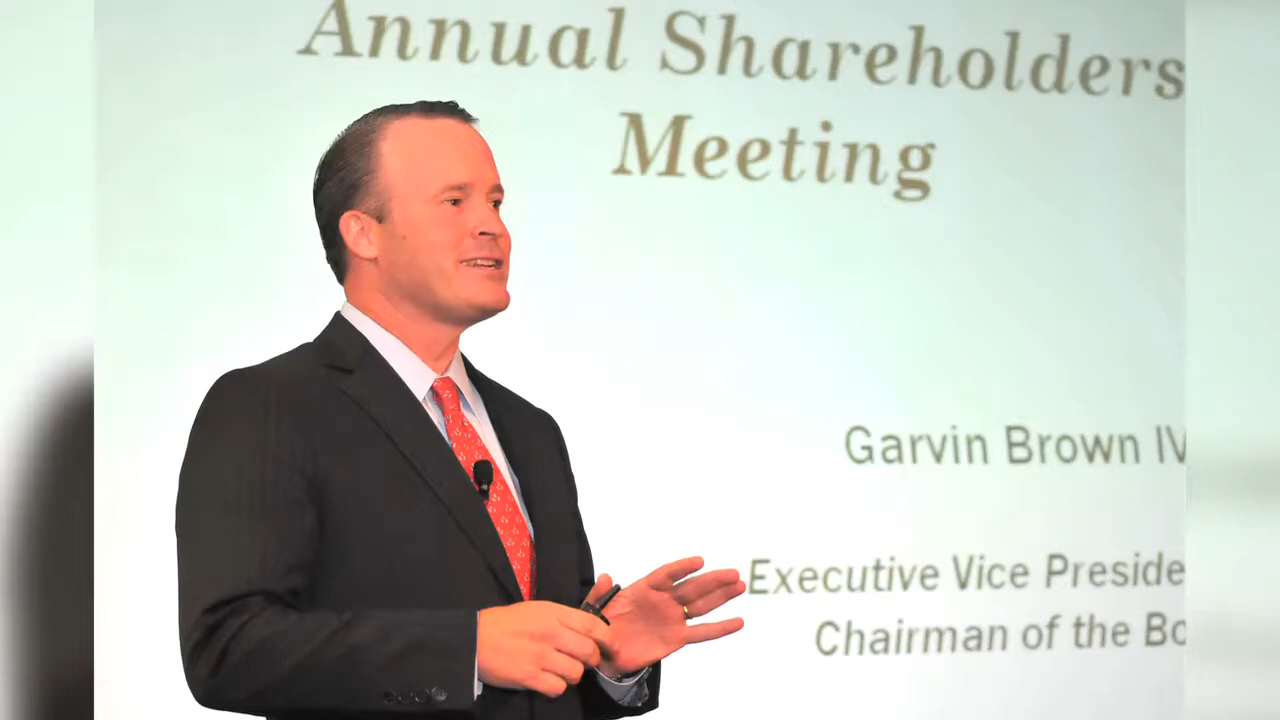 Annual Shareholders
Meeting
Garvin Brown IV
Executive Vice Preside
Chairman of the Bo